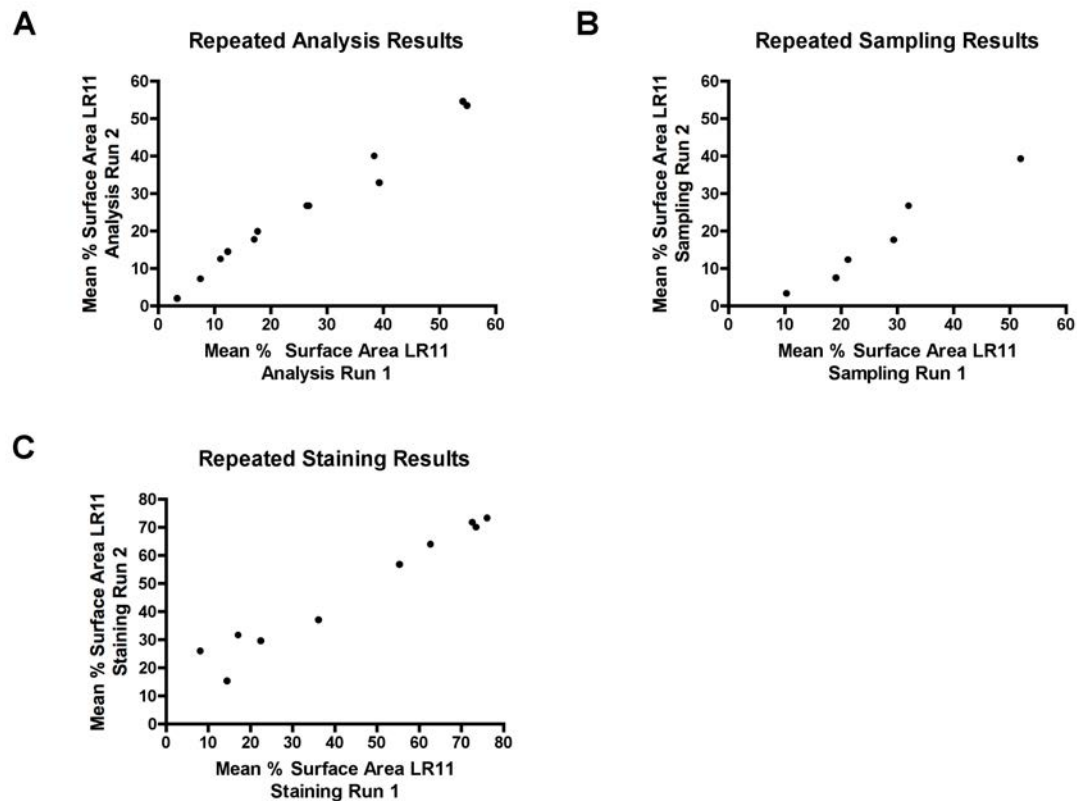 A
Repeated Analysis Results
Mean % Surface Area LR11
Analysis Run 2
60
50
40
30
20
10
0
0 10 20 30 40 50 60
Mean % Surface Area LR11
Analysis Run 1
B
Repeated Sampling Results
Mean % Surface Area LR11
Sampling Run 2
60
50
40
30
20
10
0
0 10 20 30 40 50 60
Mean % Surface Area LR11
Sampling Run 1
C
Repeated Staining Results
Mean % Surface Area LR11
Staining Run 2
80
70
60
50
40
30
20
10
0
0 10 20 30 40 50 60 70 80
Mean % Surface Area LR11
Staining Run 1